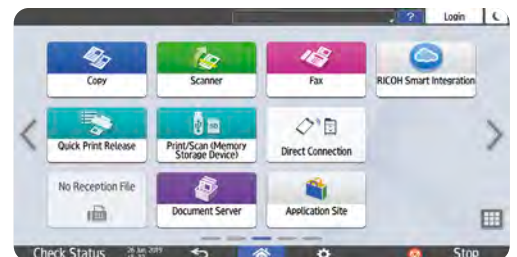 ? Login
Copy
Scanner
Fax
RICOH Smart Integration
Quick Print Release
Print/Scan (Memory
Storage Device)
Direct Connection
No Reception File
Document Server
Application Site
Check Status
Stop